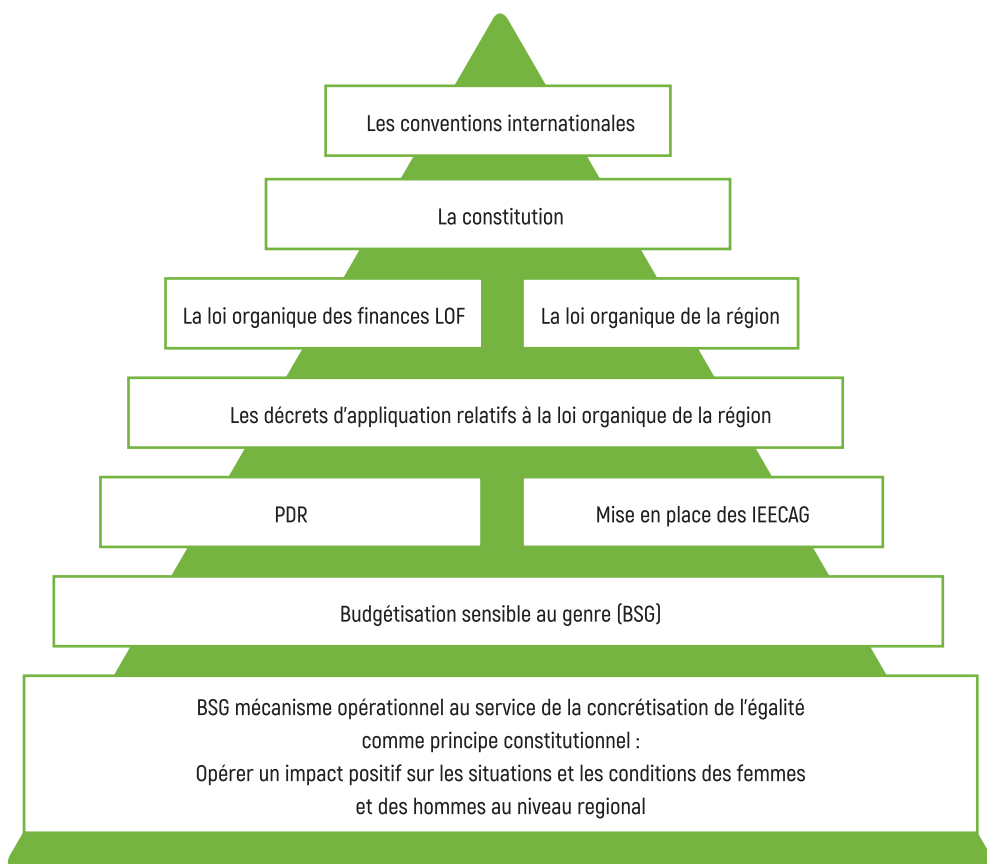 Les conventions internationales
La constitution
La loi organique des finances LOF
La loi organique de la région
Les décrets d'appliquation relatifs à la loi organique de la région
PDR
Mise en place des IEECAG
Budgétisation sensible au genre (BSG)
BSG mécanisme opérationnel au service de la concrétisation de l'égalité
comme principe constitutionnel :
Opérer un impact positif sur les situations et les conditions des femmes
et des hommes au niveau regional